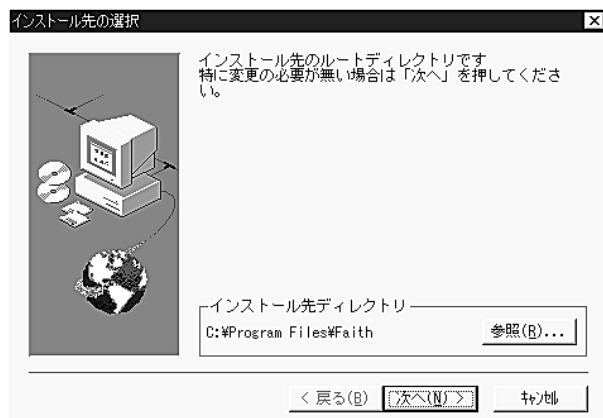 インストール先の選択
インストール先のルートディレクトリです
特に変更の必要が無い場合は「次へ」を押してくださ
い。
インストール先ディレクトリ
C:¥Program Files¥Faith
参照(R)...
< 戻る(B)
次へ(N) >
ｷｬﾝｾﾙ